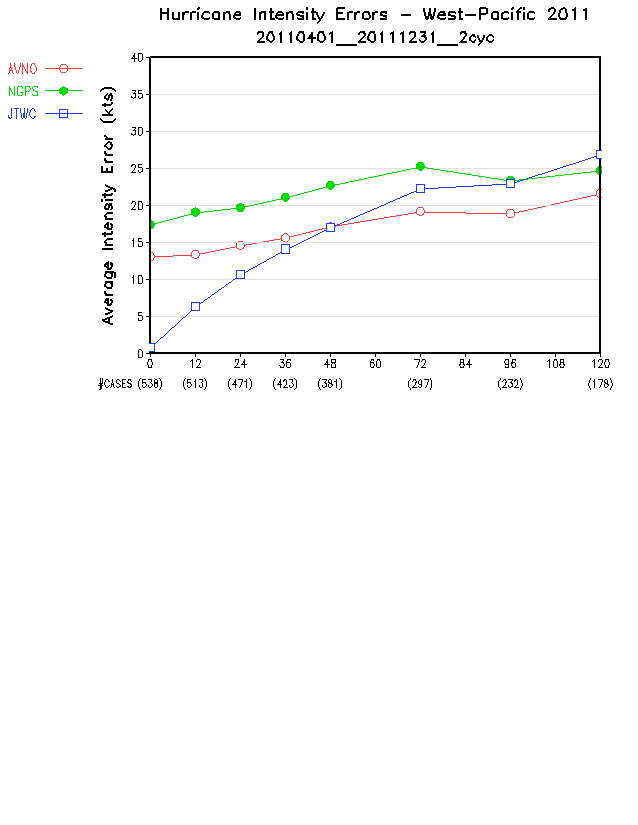 Hurricane Intensity Errors - West-Pacific 2011
20110401__20111231__2cyc
AVNO
NGPS
JTWC
Average Intensity Error (kts)
40
35
30
25
20
15
10
5
0
0 12 24 36 48 60 72 84 96 108 120
#CASES (538) (513) (471) (423) (381) (297) (232) (178)